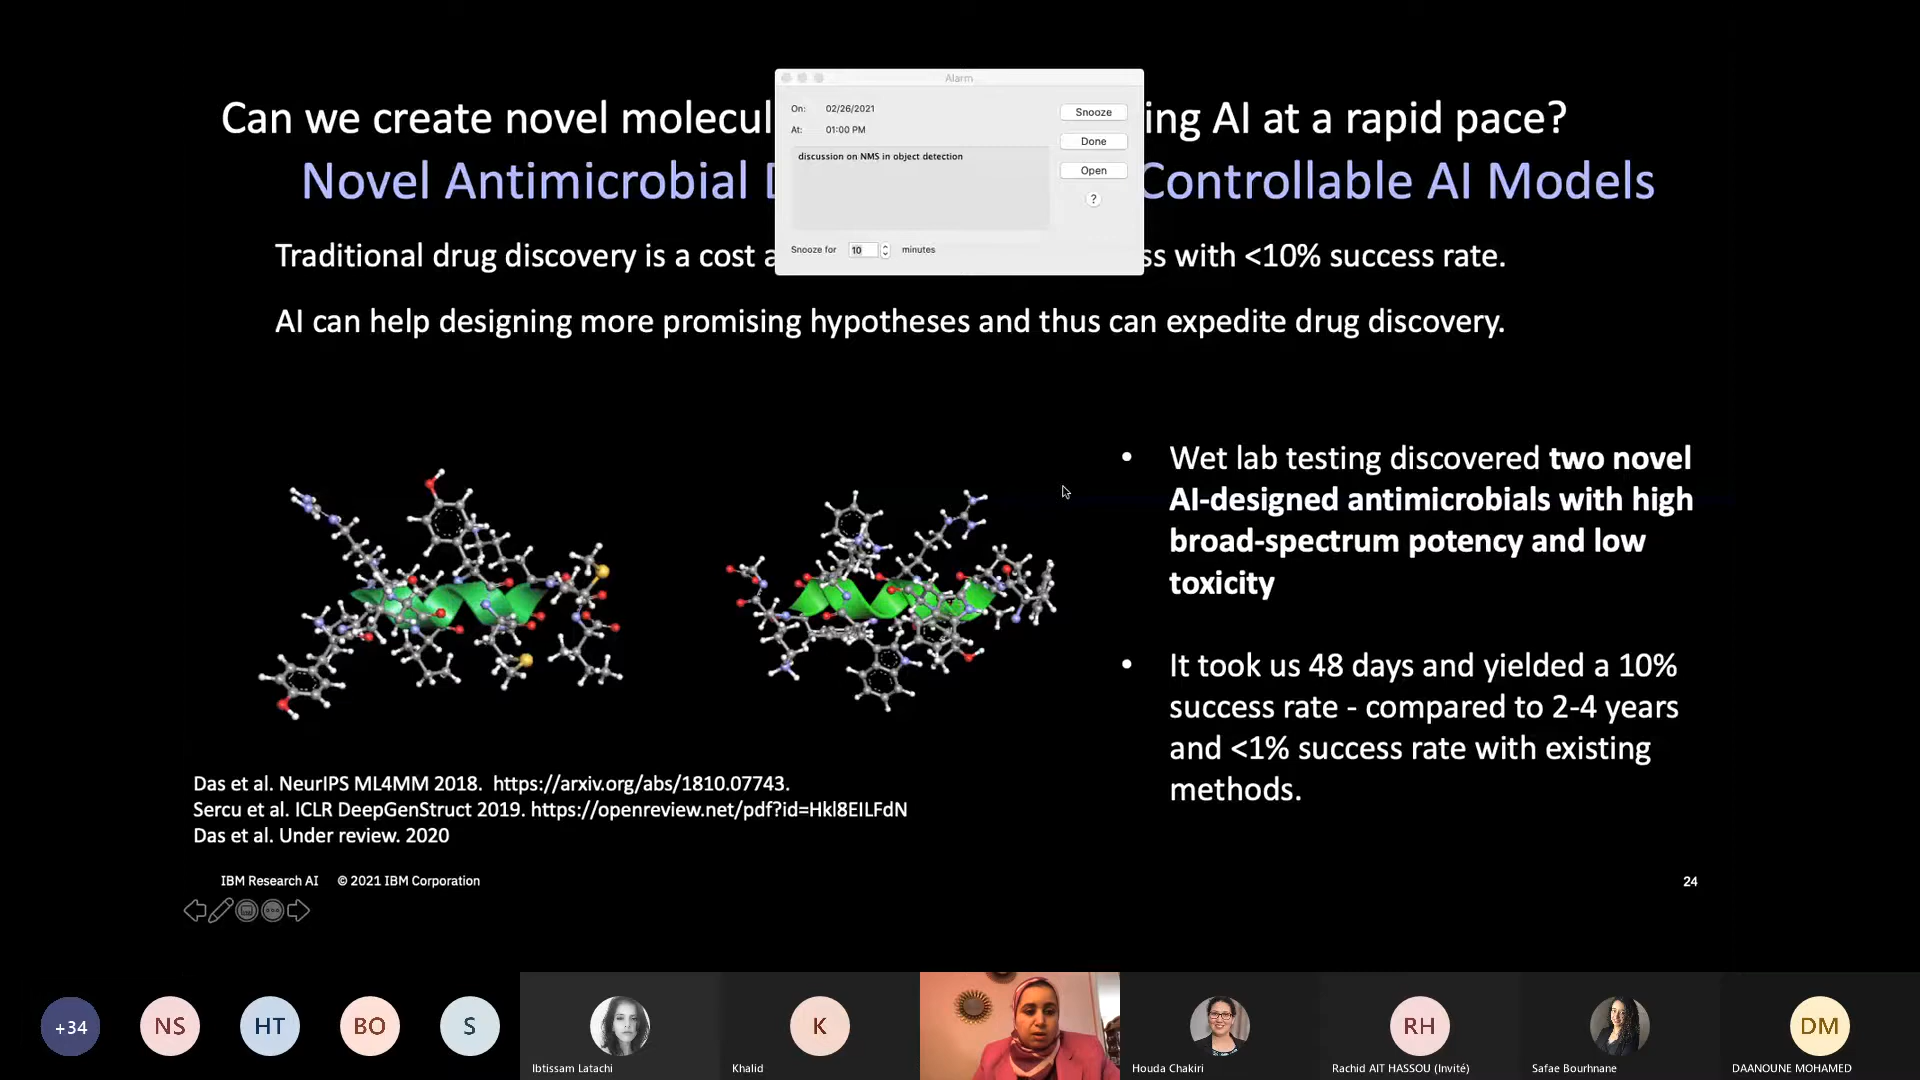 Alarm
On: 02/26/2021
At: 01:00 PM
discussion on NMS in object detection
Snooze
Done
Open
?
Snooze for 10 minutes
Can we create novel molecul ing AI at a rapid pace?
Novel Antimicrobial Controllable AI Models
Traditional drug discovery is a cost a ss with <10% success rate.
AI can help designing more promising hypotheses and thus can expedite drug discovery.
• Wet lab testing discovered two novel
AI-designed antimicrobials with high
broad-spectrum potency and low
toxicity
• It took us 48 days and yielded a 10%
success rate - compared to 2-4 years
and <1% success rate with existing
methods.
Das et al. NeurIPS ML4MM 2018. https://arxiv.org/abs/1810.07743.
Sercu et al. ICLR DeepGenStruct 2019. https://openreview.net/pdf?id=Hkl8EILFdN
Das et al. Under review. 2020
IBM Research AI © 2021 IBM Corporation
24
+34
NS
HT
BO
S
Ibtissam Latachi
K
Khalid
Houda Chakiri
RH
Rachid AIT HASSOU (Invité)
Safae Bourhnane
DM
DAANOUNE MOHAMED